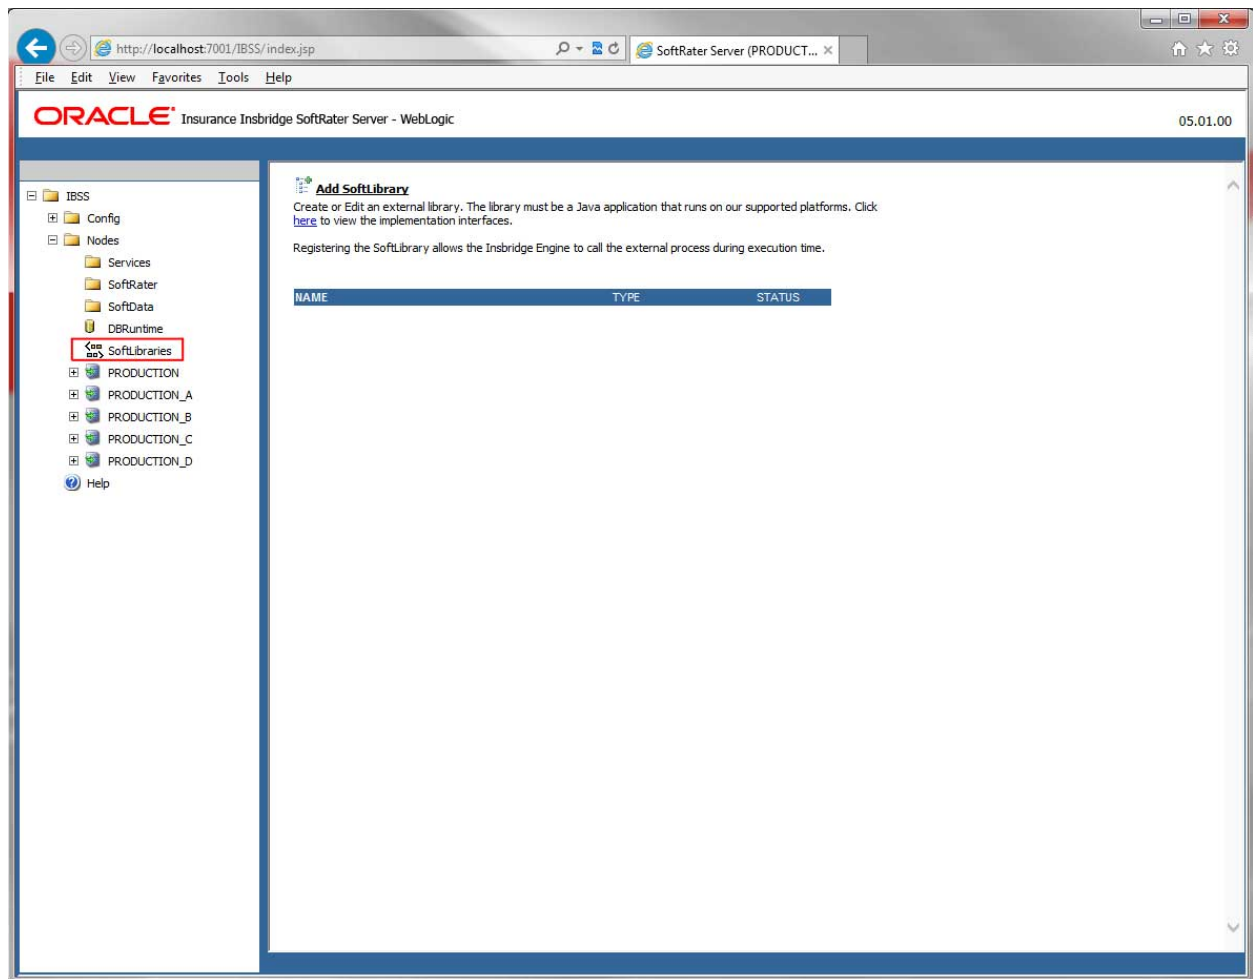 http://localhost:7001/IBSS/index.jsp
SoftRater Server (PRODUCT...
File Edit View Favorites Tools Help
ORACLE® Insurance Insbridge SoftRater Server - WebLogic
05.01.00
IBSS
Config
Nodes
Services
SoftRater
SoftData
DBRuntime
SoftLibraries
PRODUCTION
PRODUCTION_A
PRODUCTION_B
PRODUCTION_C
PRODUCTION_D
Help
Add SoftLibrary
Create or Edit an external library. The library must be a Java application that runs on our supported platforms. Click
here to view the implementation interfaces.
Registering the SoftLibrary allows the Insbridge Engine to call the external process during execution time.
NAME TYPE STATUS